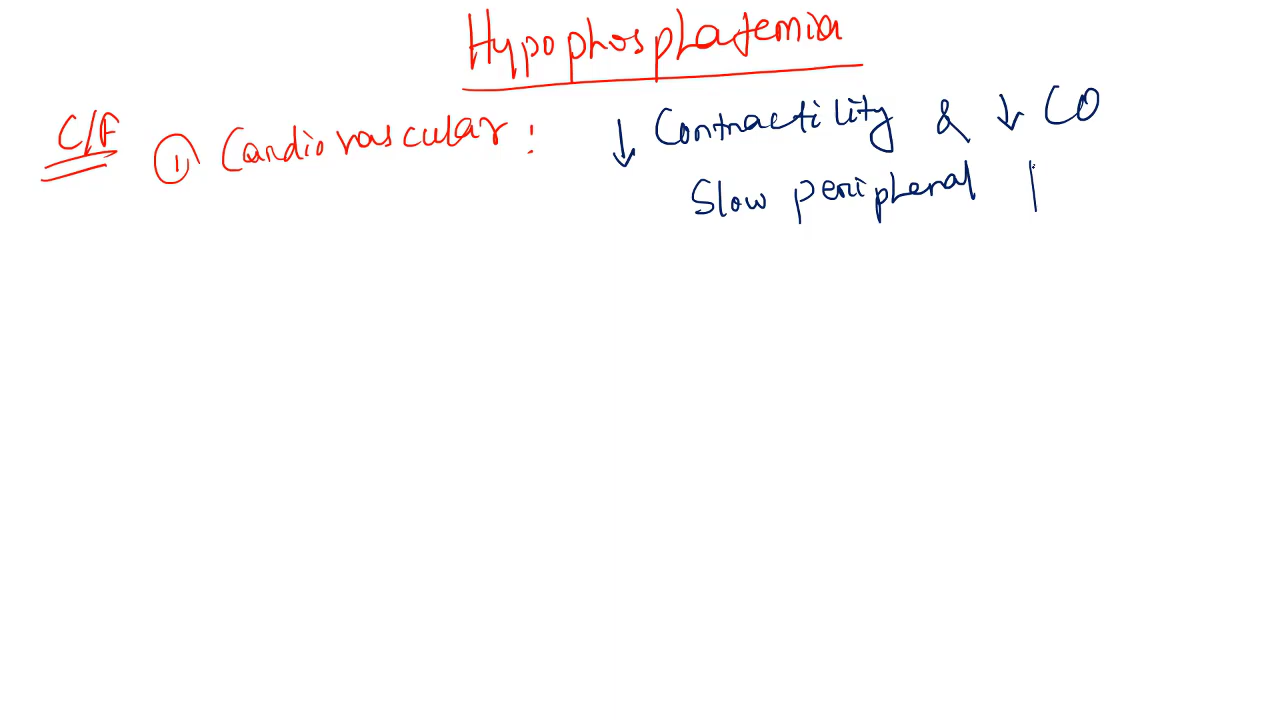 Hypophosphatemia
C/F ① Cardiovascular : ↓ Contractility & ↓ CO
Slow peripheral